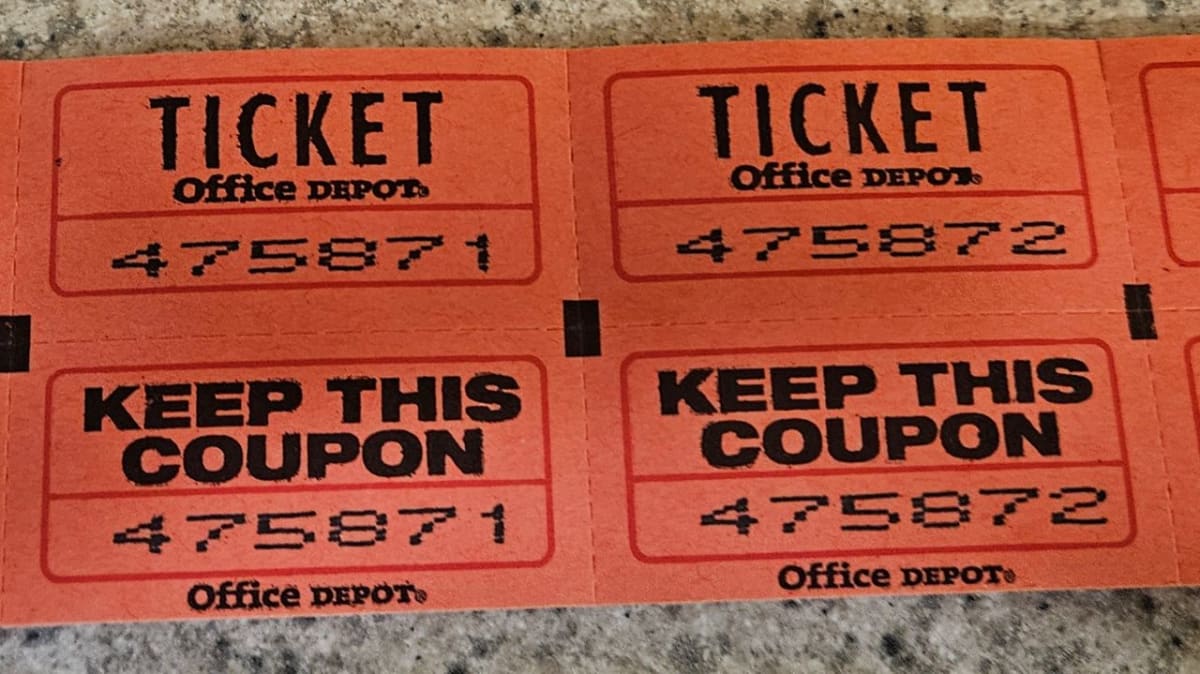 TICKET
Office DEPOT®
475871
KEEP THIS
COUPON
475871
Office DEPOT®
TICKET
Office DEPOT®
475872
KEEP THIS
COUPON
475872
Office DEPOT®